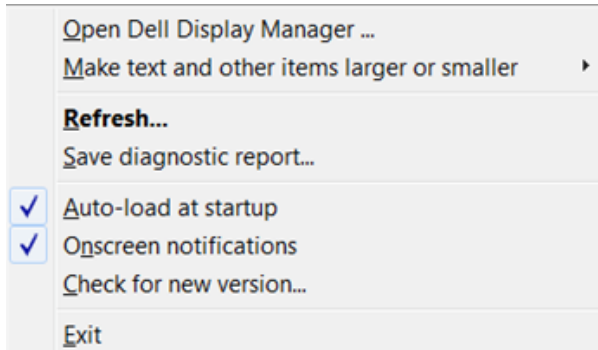 Open Dell Display Manager ...
Make text and other items larger or smaller
Refresh...
Save diagnostic report...
Auto-load at startup
Onscreen notifications
Check for new version...
Exit